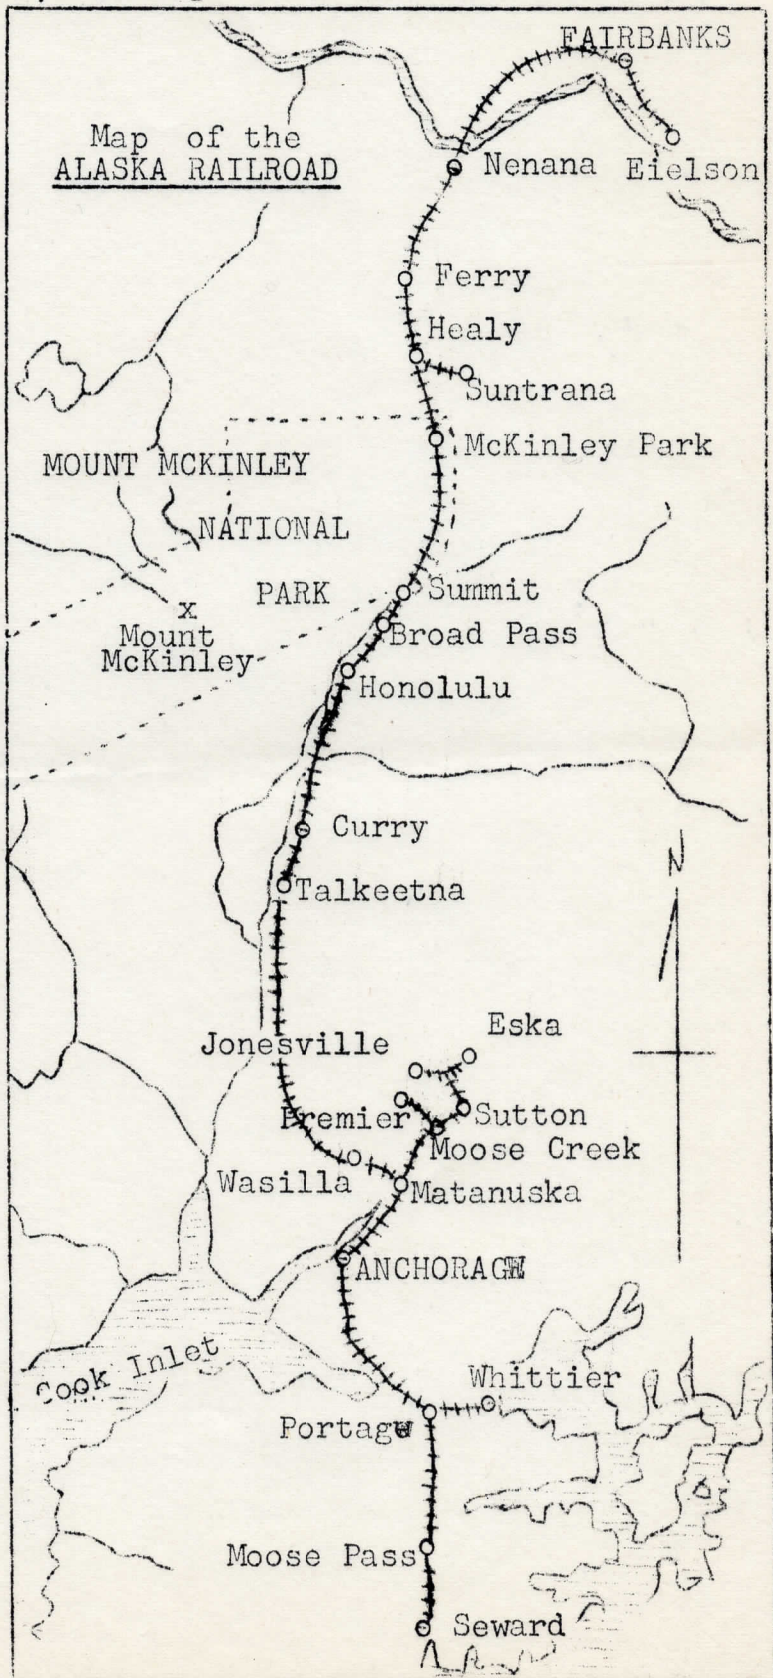 FAIRBANKS
Map of the
ALASKA RAILROAD
Nenana
Eielson
Ferry
Healy
Suntrana
McKinley Park
MOUNT MCKINLEY
NATIONAL
PARK
Summit
x
Mount
McKinley
Broad Pass
Honolulu
Curry
N
Talkeetna
Eska
Jonesville
Premier
Sutton
Moose Creek
Wasilla
Matanuska
ANCHORAGE
Cook Inlet
Whittier
Portage
Moose Pass
Seward